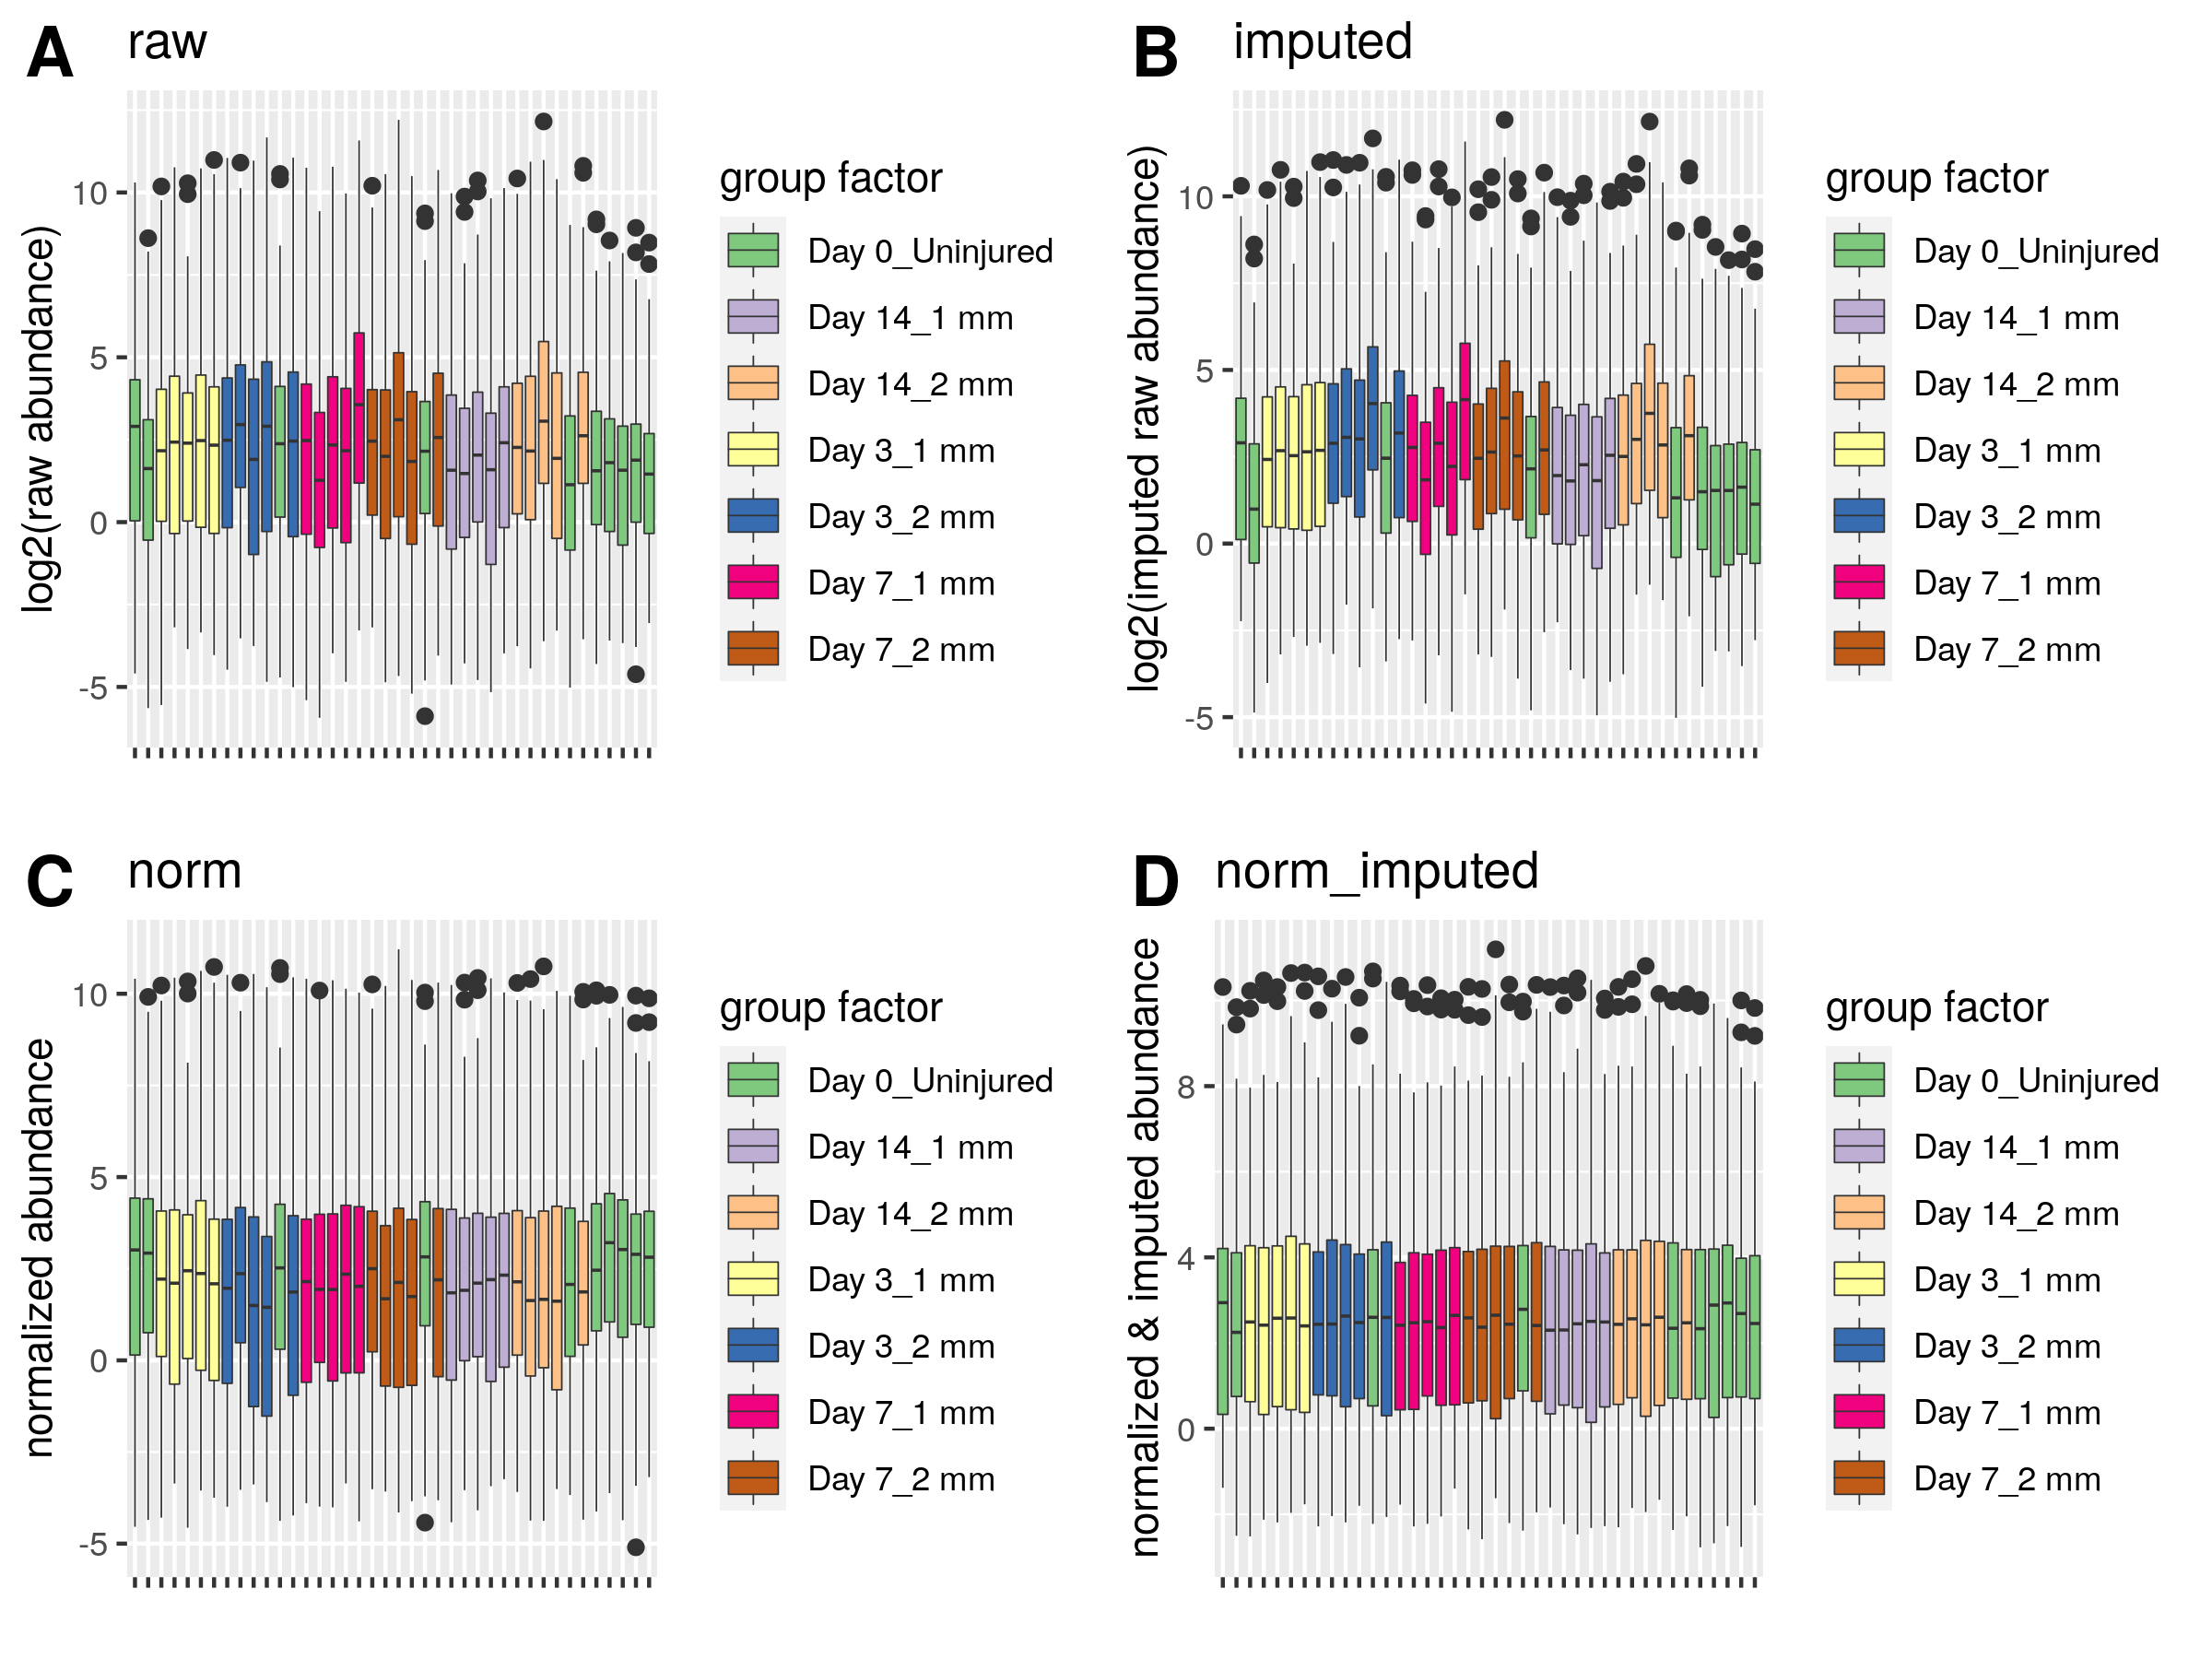 A raw
log2(raw abundance)
10
5
0
-5
group factor
Day 0_Uninjured
Day 14_1 mm
Day 14_2 mm
Day 3_1 mm
Day 3_2 mm
Day 7_1 mm
Day 7_2 mm
B imputed
log2(imputed raw abundance)
10
5
0
-5
group factor
Day 0_Uninjured
Day 14_1 mm
Day 14_2 mm
Day 3_1 mm
Day 3_2 mm
Day 7_1 mm
Day 7_2 mm
C norm
normalized abundance
10
5
0
-5
group factor
Day 0_Uninjured
Day 14_1 mm
Day 14_2 mm
Day 3_1 mm
Day 3_2 mm
Day 7_1 mm
Day 7_2 mm
D norm_imputed
normalized & imputed abundance
8
4
0
group factor
Day 0_Uninjured
Day 14_1 mm
Day 14_2 mm
Day 3_1 mm
Day 3_2 mm
Day 7_1 mm
Day 7_2 mm